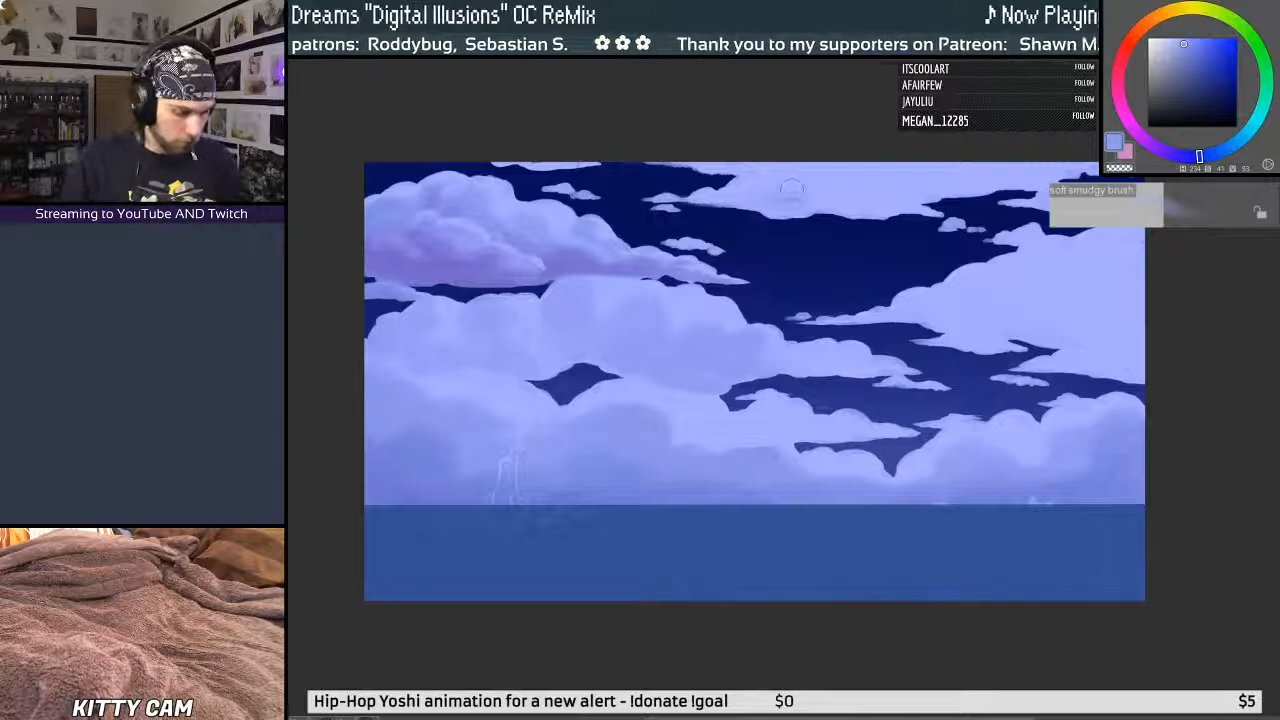 Dreams "Digital Illusions" OC ReMix
♪ Now Playin
patrons: Roddybug, Sebastian S. ✿ ✿ ✿ Thank you to my supporters on Patreon: Shawn M.
ITSCOOLART FOLLOW
AFAIRFEW FOLLOW
JAYULIU FOLLOW
MEGAN_12285 FOLLOW
soft smudgy brush
Streaming to YouTube AND Twitch
KITTY CAM
Hip-Hop Yoshi animation for a new alert - !donate !goal $0 $5